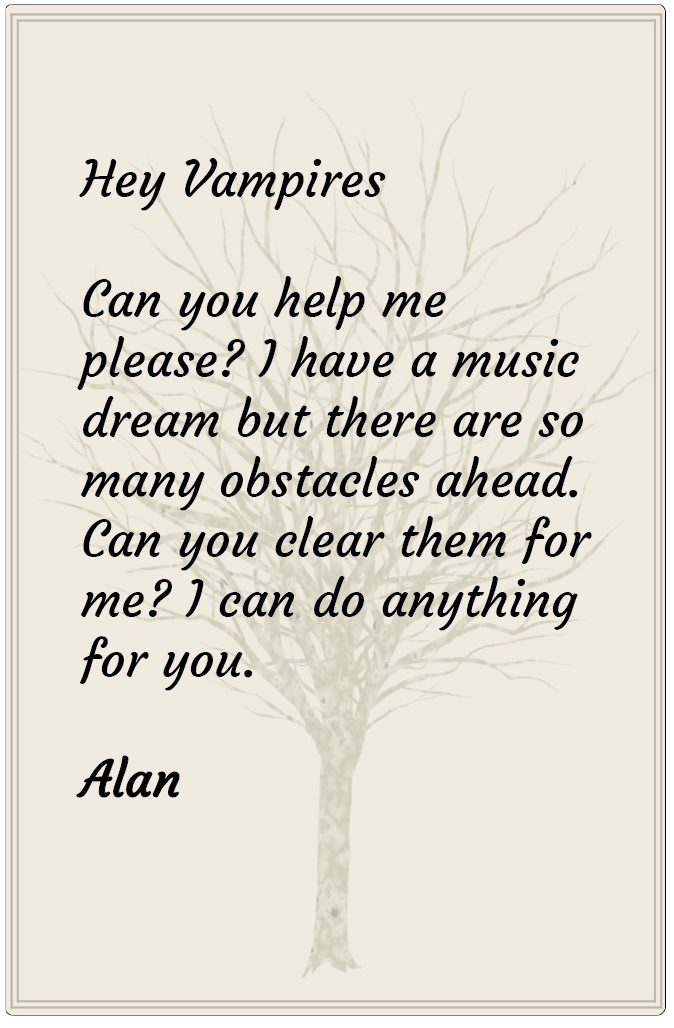 Hey Vampires
Can you help me
please? I have a music
dream but there are so
many obstacles ahead.
Can you clear them for
me? I can do anything
for you.
Alan